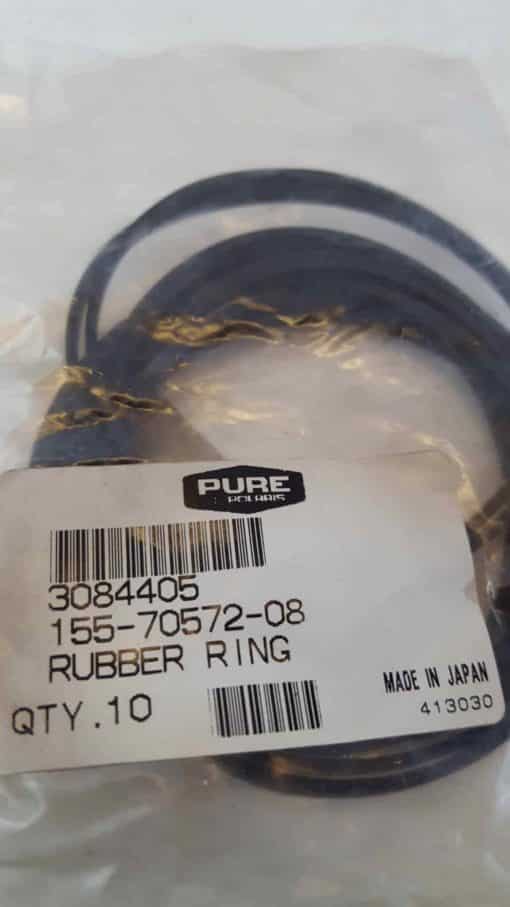 PURE
POLARIS
3084405
155-70572-08
RUBBER RING
QTY.10
MADE IN JAPAN
413030